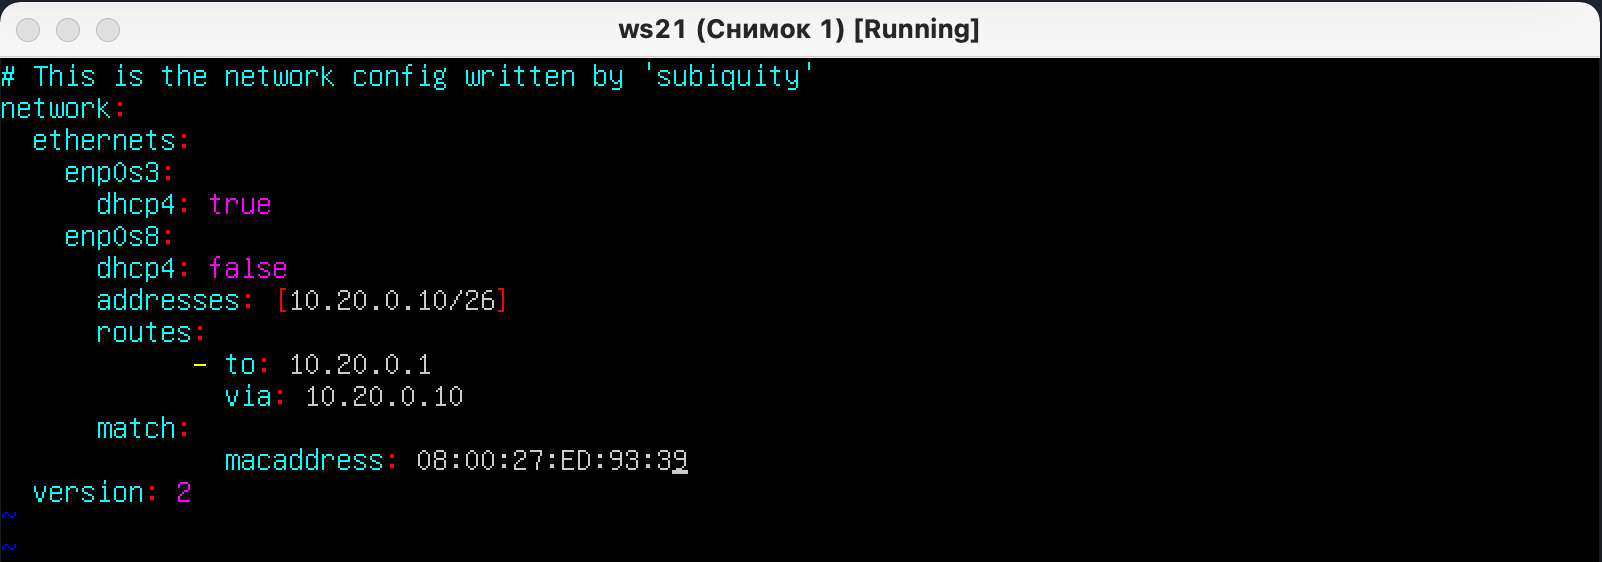 ws21 (Снимок 1) [Running]
# This is the network config written by 'subiquity'
network:
  ethernets:
    enp0s3:
      dhcp4: true
    enp0s8:
      dhcp4: false
      addresses: [10.20.0.10/26]
      routes:
            - to: 10.20.0.1
              via: 10.20.0.10
      match:
              macaddress: 08:00:27:ED:93:39
  version: 2
~
~